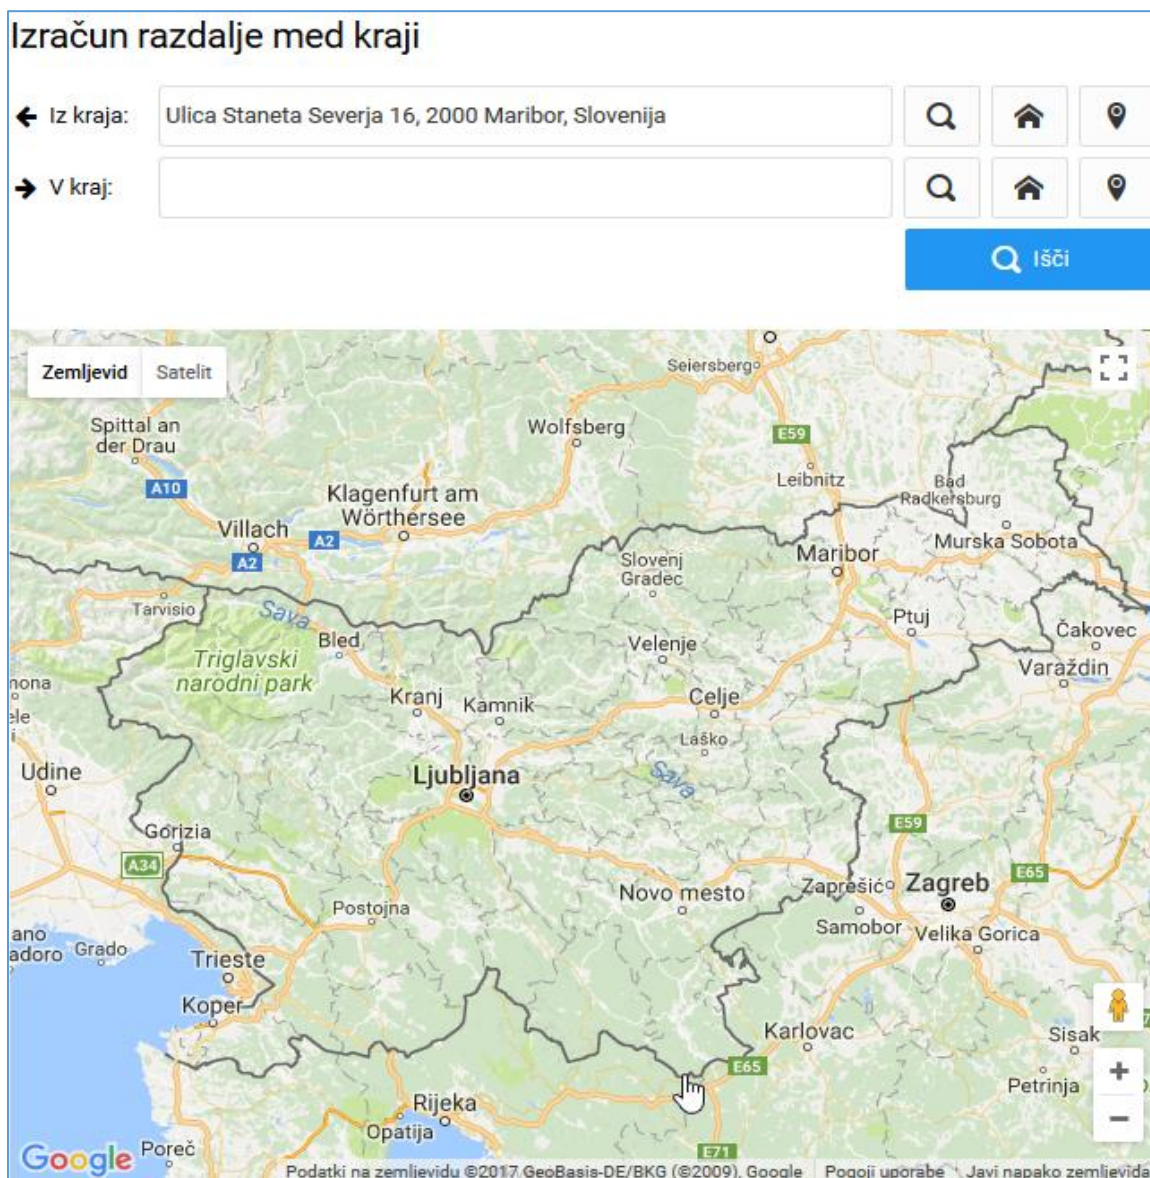 Izračun razdalje med kraji
Iz kraja:
Ulica Staneta Severja 16, 2000 Maribor, Slovenija
V kraj:
Išči
Zemljevid
Satelit
Seiersberg
Spittal an
der Drau
Wolfsberg
E59
Leibnitz
A10
Klagenfurt am
Wörthersee
Bad
Radkersburg
Villach
A2
A2
Slovenj
Gradec
Maribor
Murska Sobota
Tarvisio
Sava
Bled
Velenje
Ptuj
Čakovec
Triglavski
narodni park
Varaždin
Kranj
Kamnik
Celje
Laško
Udine
Ljubljana
Sava
Gorizia
E59
A34
Novo mesto
Zaprešić
Zagreb
E65
Postojna
Samobor
Velika Gorica
Grado
Trieste
Koper
Karlovac
Sisak
E65
Petrinja
Rijeka
Opatija
E71
Poreč
Google
Podatki na zemljevidu ©2017 GeoBasis-DE/BKG (©2009), Google
Pogoji uporabe
Javi napako zemljevida